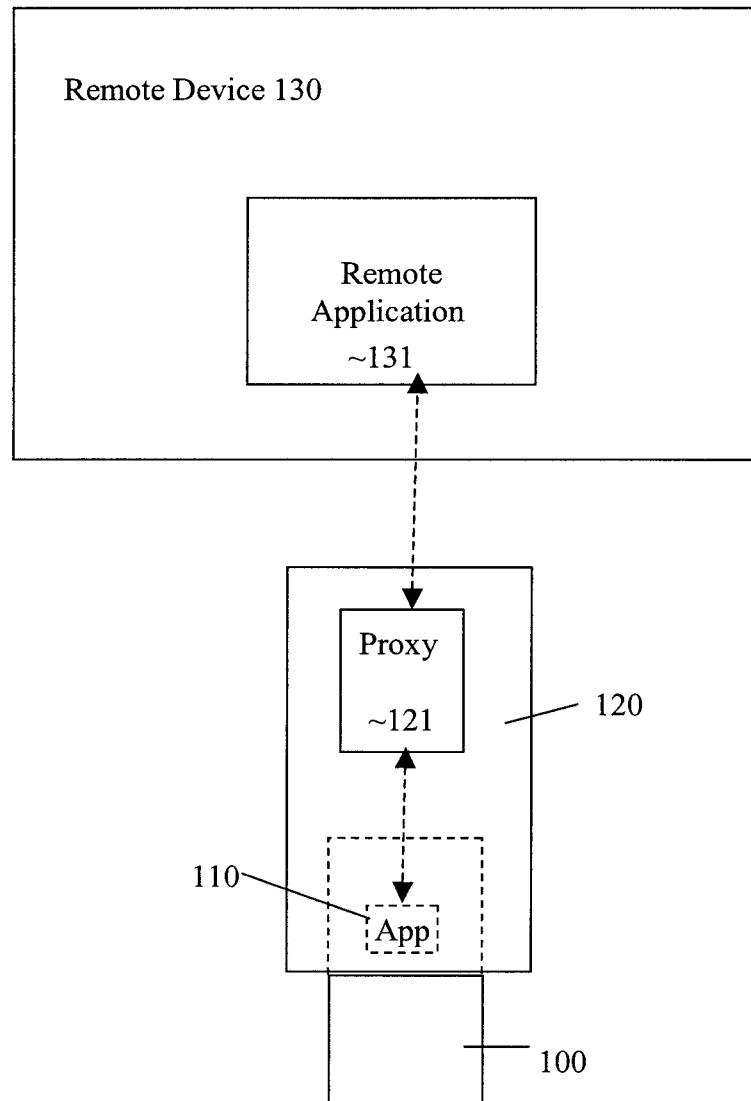 Remote Device 130
Remote
Application
~131
Proxy
~121
120
110
App
100